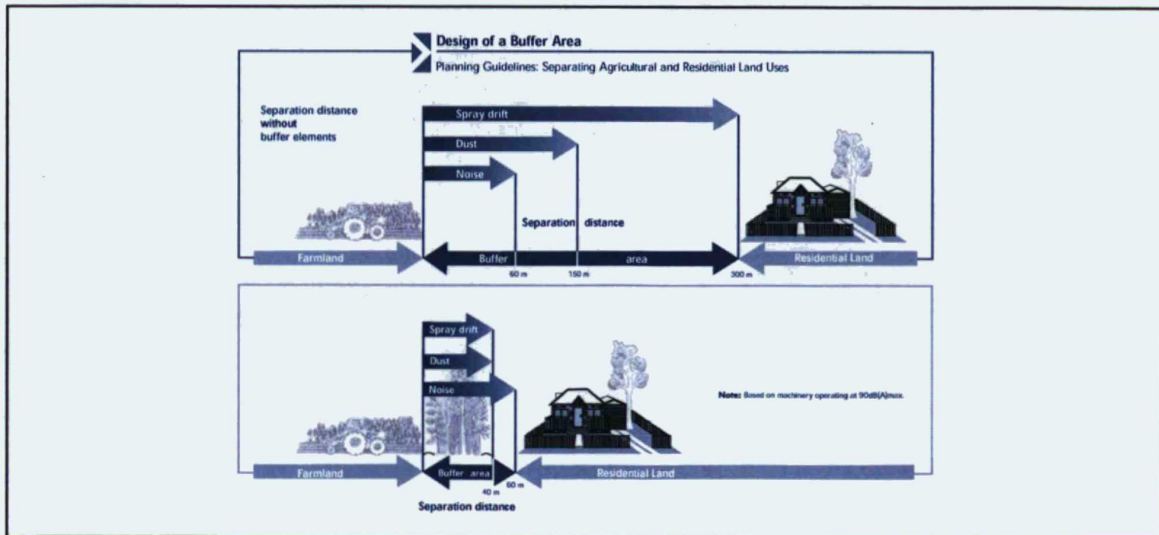 Design of a Buffer Area
Planning Guidelines: Separating Agricultural and Residential Land Uses
Separation distance
without
buffer elements
Spray drift
Dust
Noise
Separation distance
Farmland
Buffer area
Residential Land
60 m
150 m
300 m
Spray drift
Dust
Noise
Note: Based on machinery operating at 90dB(A)max.
Farmland
Buffer area
Residential Land
40 m
60 m
Separation distance